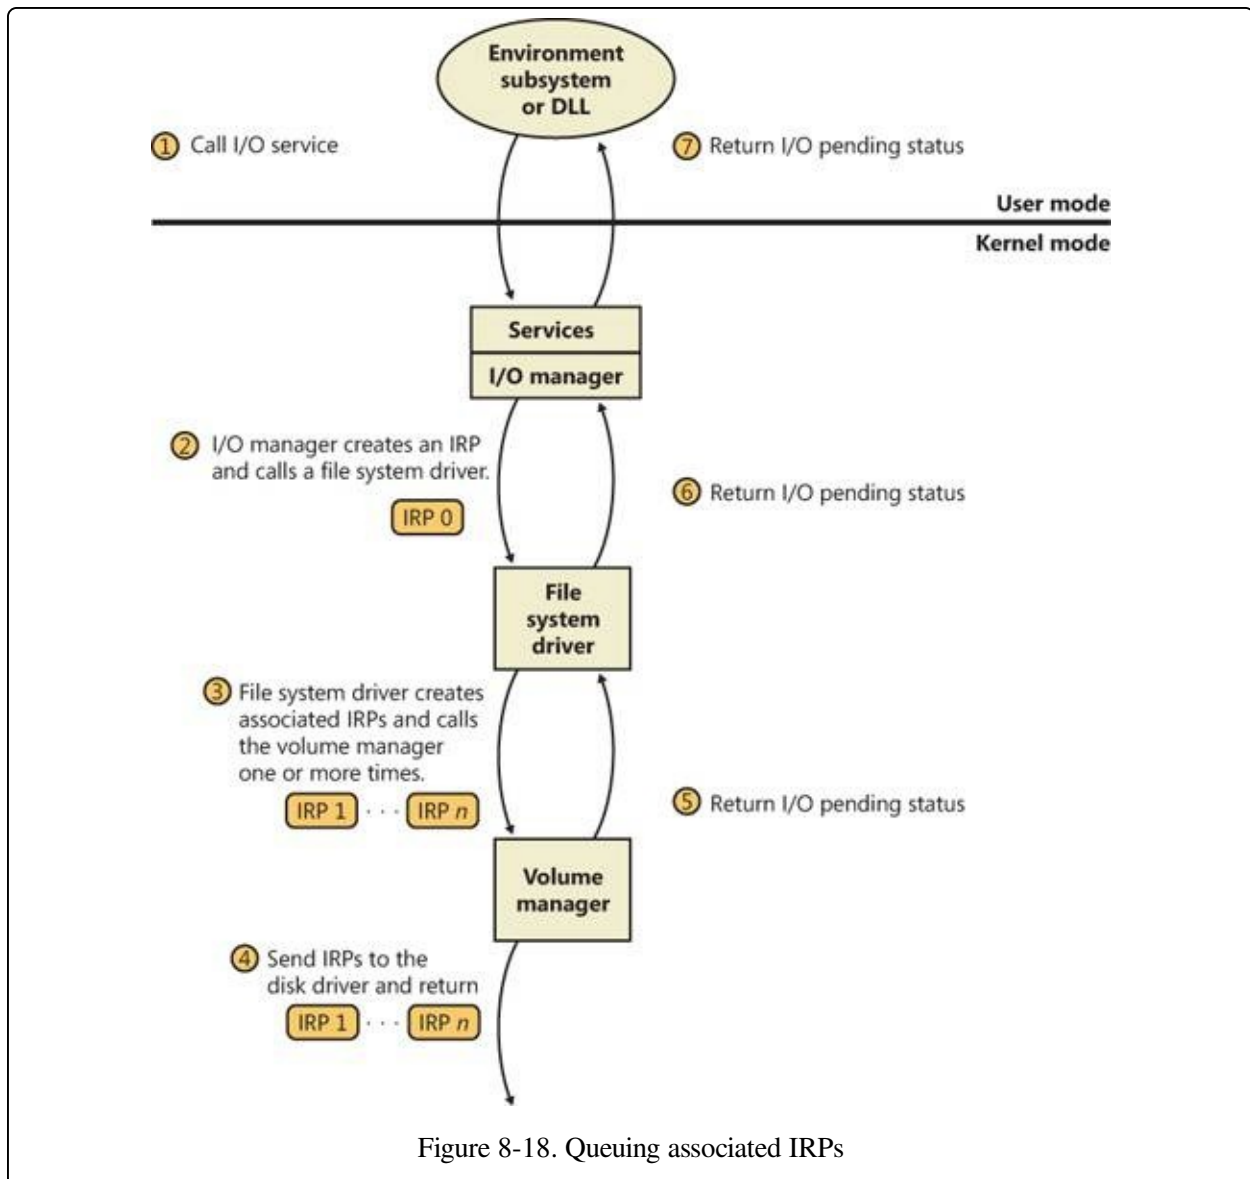 Environment
subsystem
or DLL
1 Call I/O service
7 Return I/O pending status
User mode
Kernel mode
Services
I/O manager
2 I/O manager creates an IRP
and calls a file system driver.
IRP 0
6 Return I/O pending status
File
system
driver
3 File system driver creates
associated IRPs and calls
the volume manager
one or more times.
IRP 1 · · · IRP n
5 Return I/O pending status
Volume
manager
4 Send IRPs to the
disk driver and return
IRP 1 · · · IRP n
Figure 8-18. Queuing associated IRPs